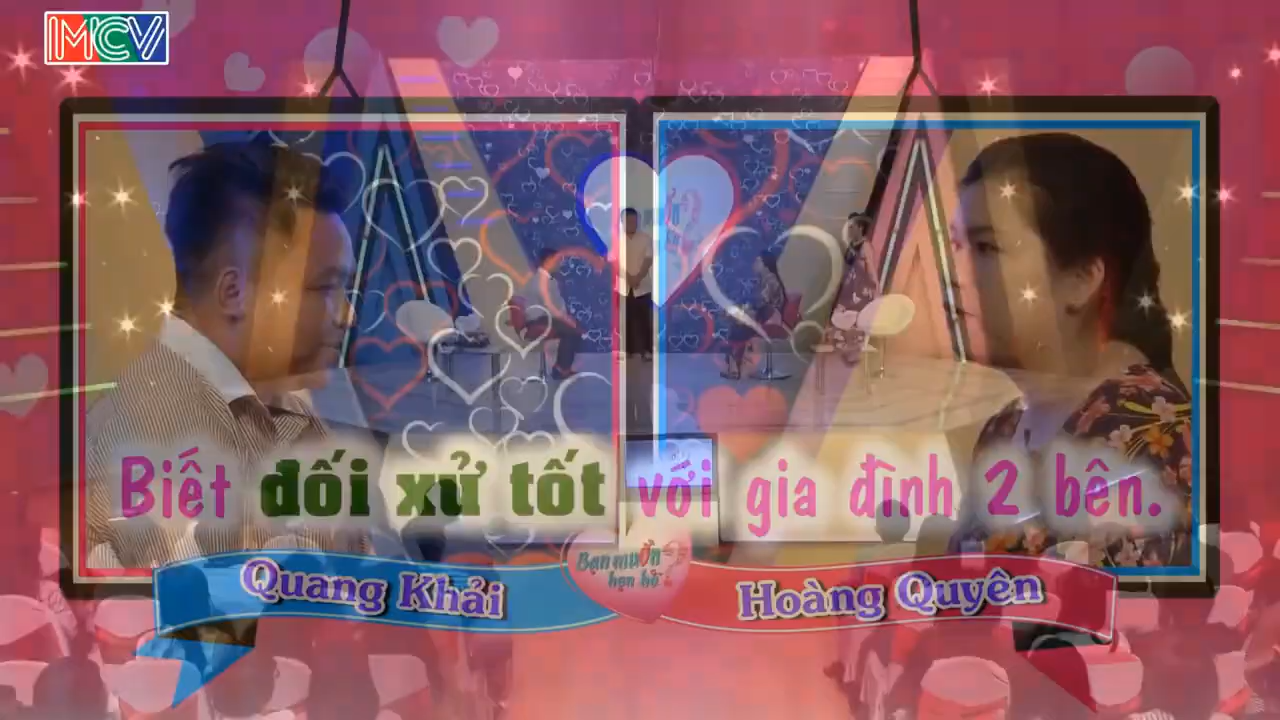 MCV
Biết đối xử tốt với gia đình 2 bên.
Bạn muốn
hẹn hò
Quang Khải
Hoàng Quyên